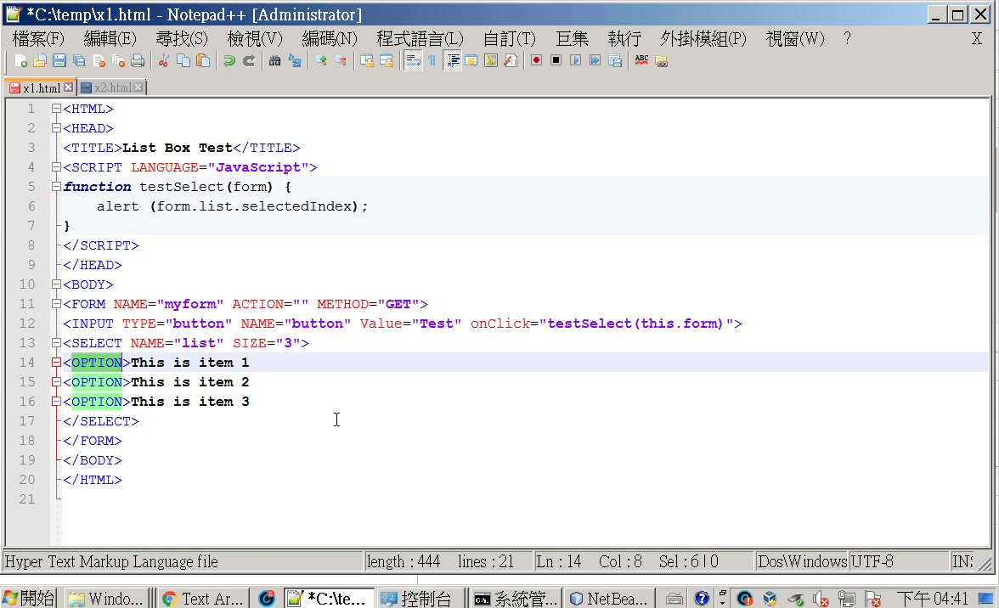 *C:\temp\x1.html - Notepad++ [Administrator]
檔案(F) 編輯(E) 尋找(S) 檢視(V) 編碼(N) 程式語言(L) 自訂(T) 巨集 執行 外掛模組(P) 視窗(W) ? X
ABC
x1.html x2.html
1 <HTML>
2 <HEAD>
3 <TITLE>List Box Test</TITLE>
4 <SCRIPT LANGUAGE="JavaScript">
5 function testSelect(form) {
6 alert (form.list.selectedIndex);
7 }
8 </SCRIPT>
9 </HEAD>
10 <BODY>
11 <FORM NAME="myform" ACTION="" METHOD="GET">
12 <INPUT TYPE="button" NAME="button" Value="Test" onClick="testSelect(this.form)">
13 <SELECT NAME="list" SIZE="3">
14 <OPTION>This is item 1
15 <OPTION>This is item 2
16 <OPTION>This is item 3
17 </SELECT>
18 </FORM>
19 </BODY>
20 </HTML>
21
Hyper Text Markup Language file length : 444 lines : 21 Ln : 14 Col : 8 Sel : 6 | 0 Dos\Windows UTF-8 INS
開始 Windo... Text Ar... *C:\te... 控制台 系統管... NetBea... 下午 04:41